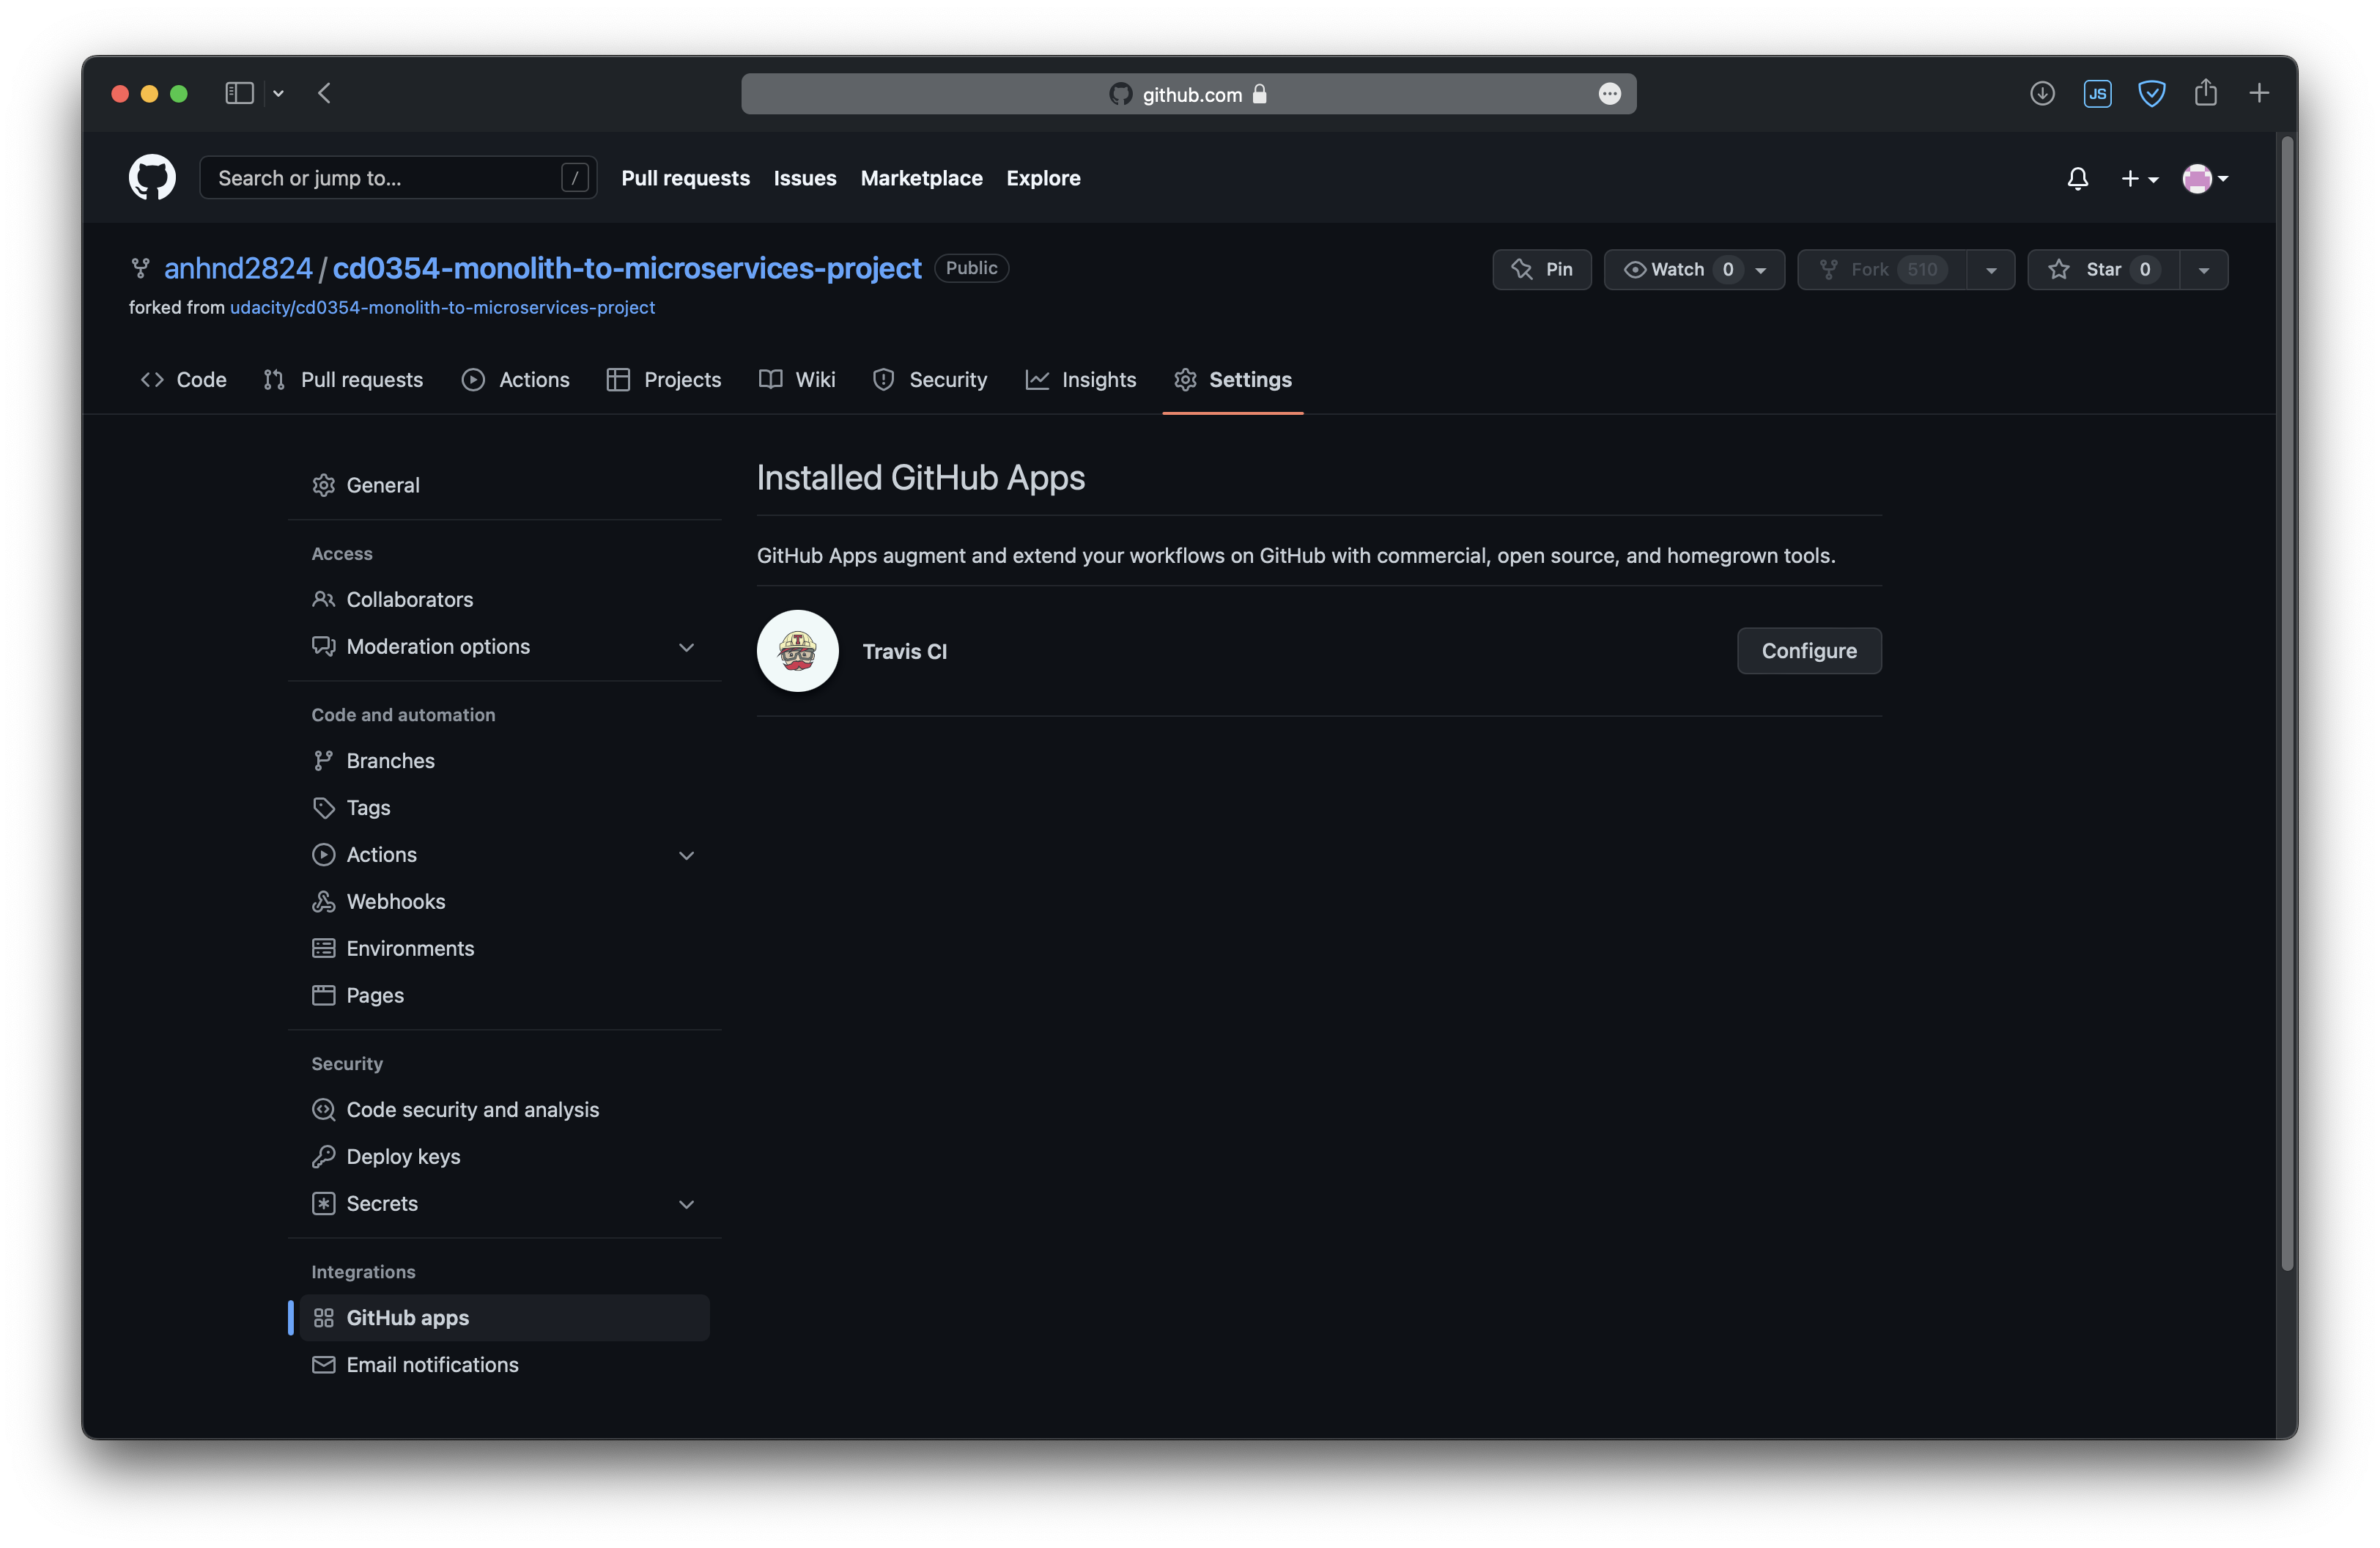 github.com
JS
Search or jump to... /
Pull requests Issues Marketplace Explore
anhnd2824 / cd0354-monolith-to-microservices-project Public
Pin Watch 0 Fork 510 Star 0
forked from udacity/cd0354-monolith-to-microservices-project
Code Pull requests Actions Projects Wiki Security Insights Settings
General
Access
Collaborators
Moderation options
Code and automation
Branches
Tags
Actions
Webhooks
Environments
Pages
Security
Code security and analysis
Deploy keys
Secrets
Integrations
GitHub apps
Email notifications
Installed GitHub Apps
GitHub Apps augment and extend your workflows on GitHub with commercial, open source, and homegrown tools.
T
Travis CI
Configure